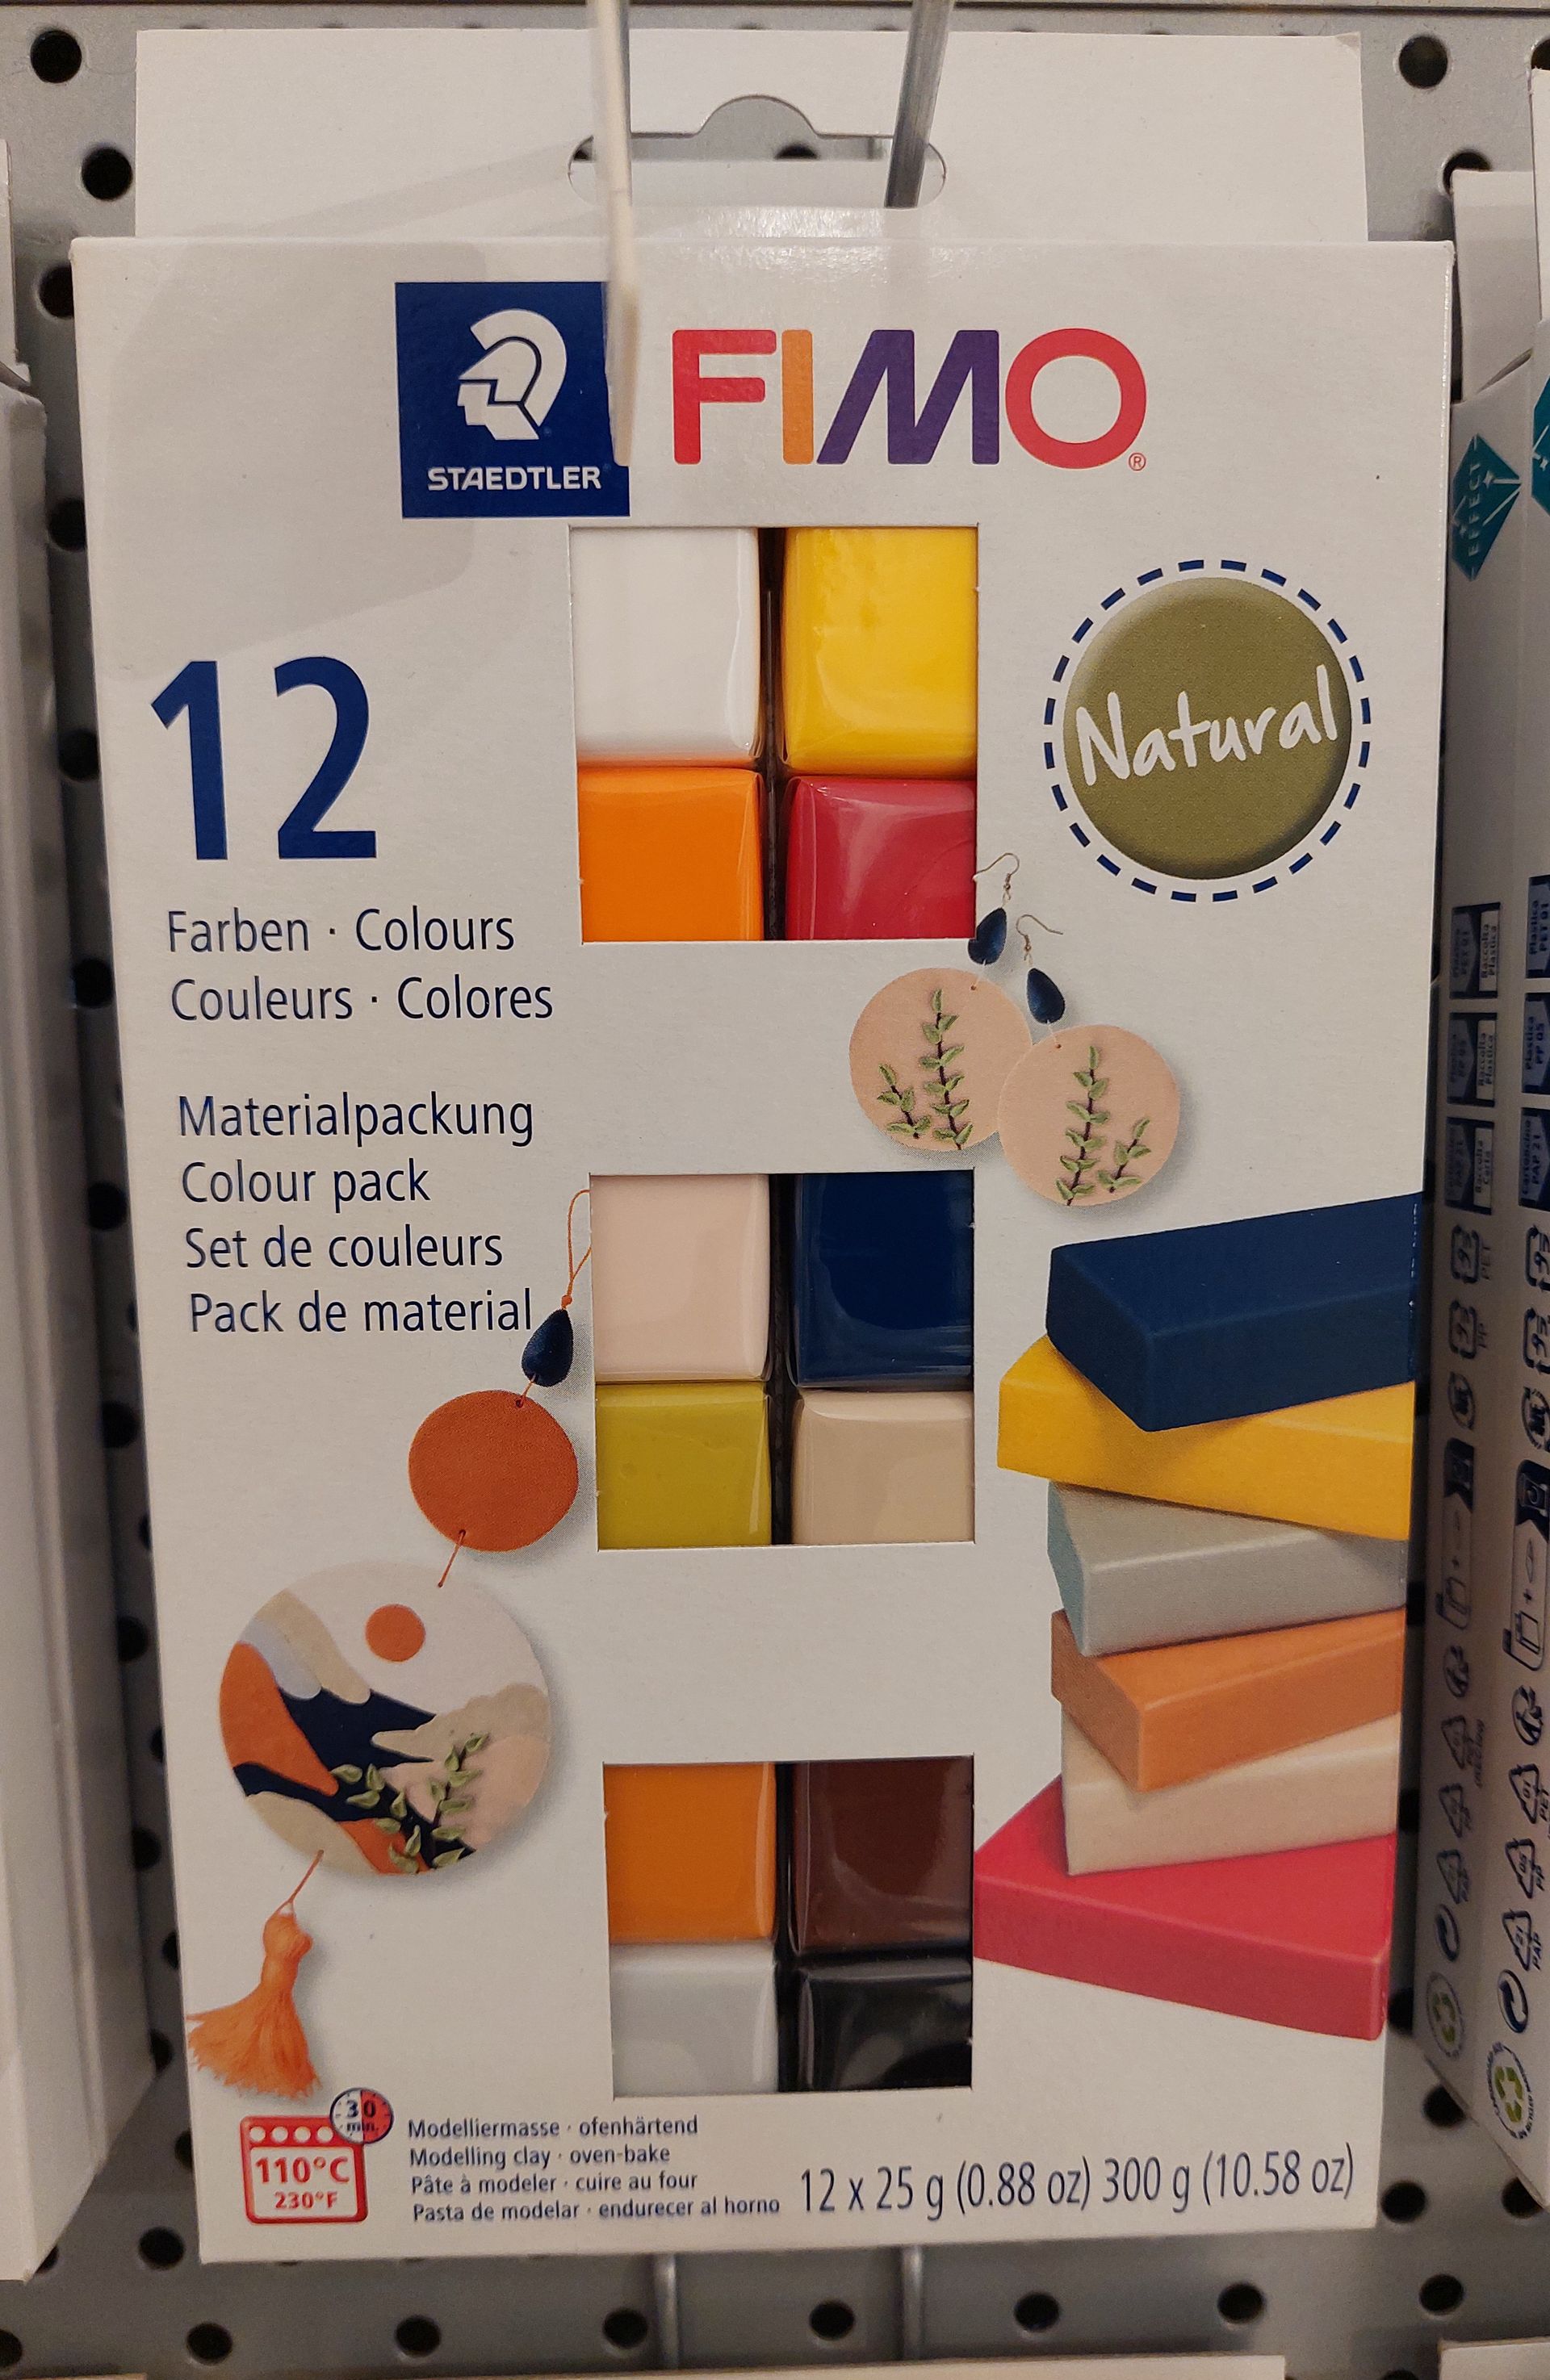 STAEDTLER
FIMO®
Natural
12
Farben · Colours
Couleurs · Colores
Materialpackung
Colour pack
Set de couleurs
Pack de material
30
min.
110°C
230°F
Modelliermasse · ofenhärtend
Modelling clay · oven-bake
Pâte à modeler · cuire au four
Pasta de modelar · endurecer al horno
12 x 25 g (0.88 oz) 300 g (10.58 oz)
EFFECT